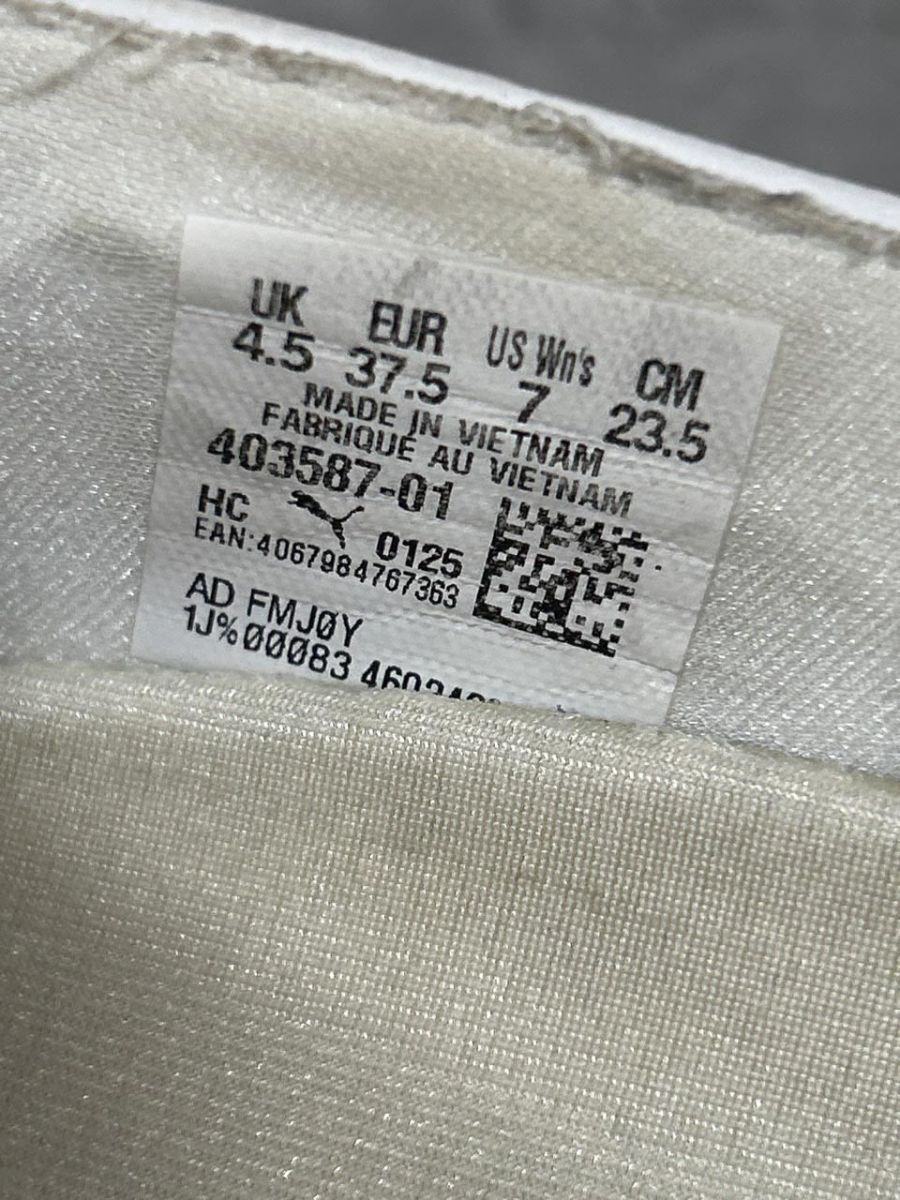 UK EUR US Wn's CM
4.5 37.5 7 23.5
MADE IN VIETNAM
FABRIQUÉ AU VIETNAM
403587-01
HC 0125
EAN:4067984767363
AD FMJ0Y
1J%00083